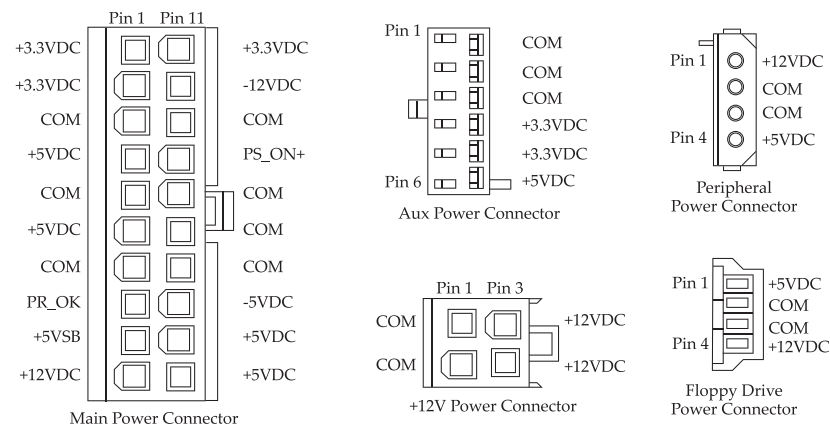 Pin 1 Pin 11
+3.3VDC +3.3VDC
+3.3VDC -12VDC
COM COM
+5VDC PS_ON+
COM COM
+5VDC COM
COM COM
PR_OK -5VDC
+5VSB +5VDC
+12VDC +5VDC
Main Power Connector
Pin 1
COM
COM
COM
+3.3VDC
+3.3VDC
Pin 6 +5VDC
Aux Power Connector
Pin 1 +12VDC
COM
COM
Pin 4 +5VDC
Peripheral
Power Connector
Pin 1 Pin 3
COM +12VDC
COM +12VDC
+12V Power Connector
Pin 1 +5VDC
COM
COM
Pin 4 +12VDC
Floppy Drive
Power Connector